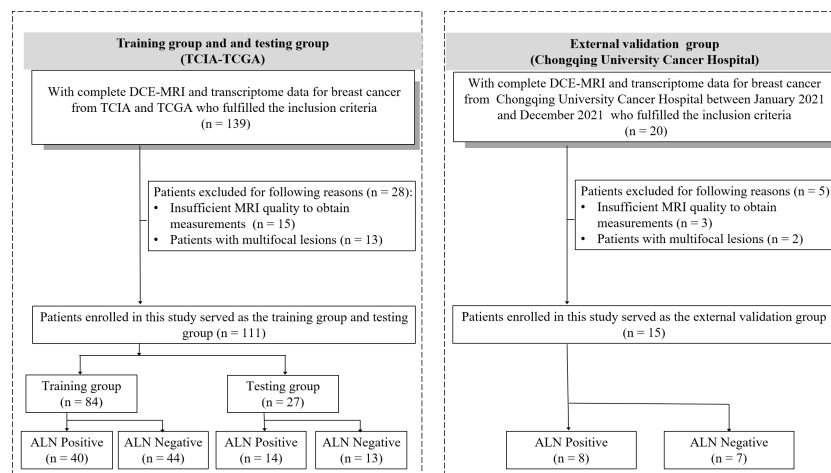 Training group and and testing group
(TCIA-TCGA)
With complete DCE-MRI and transcriptome data for breast cancer
from TCIA and TCGA who fulfilled the inclusion criteria
(n = 139)
Patients excluded for following reasons (n = 28):
• Insufficient MRI quality to obtain
measurements (n = 15)
• Patients with multifocal lesions (n = 13)
Patients enrolled in this study served as the training group and testing
group (n = 111)
Training group
(n = 84)
Testing group
(n = 27)
ALN Positive
(n = 40)
ALN Negative
(n = 44)
ALN Positive
(n = 14)
ALN Negative
(n = 13)
External validation group
(Chongqing University Cancer Hospital)
With complete DCE-MRI and transcriptome data for breast cancer
from Chongqing University Cancer Hospital between January 2021
and December 2021 who fulfilled the inclusion criteria
(n = 20)
Patients excluded for following reasons (n = 5)
• Insufficient MRI quality to obtain
measurements (n = 3)
• Patients with multifocal lesions (n = 2)
Patients enrolled in this study served as the external validation group
(n = 15)
ALN Positive
(n = 8)
ALN Negative
(n = 7)